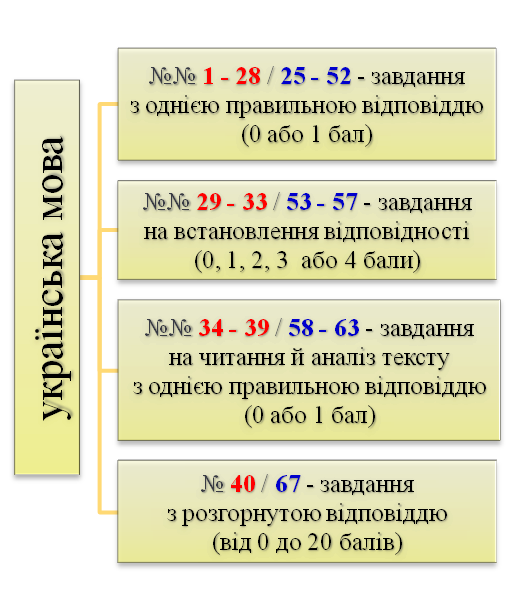 українська мова
№№ 1 - 28 / 25 - 52 - завдання
з однією правильною відповіддю
(0 або 1 бал)
№№ 29 - 33 / 53 - 57 - завдання
на встановлення відповідності
(0, 1, 2, 3 або 4 бали)
№№ 34 - 39 / 58 - 63 - завдання
на читання й аналіз тексту
з однією правильною відповіддю
(0 або 1 бал)
№ 40 / 67 - завдання
з розгорнутою відповіддю
(від 0 до 20 балів)